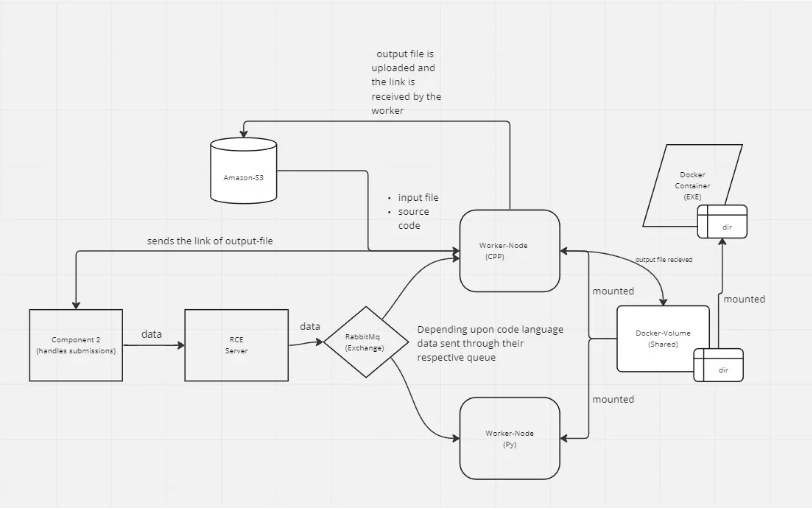 output file is
uploaded and
the link is
received by the
worker
Amazon-S3
• input file
• source
code
Docker
Container
(EXE)
dir
sends the link of output-file
Worker-Node
(CPP)
output file recieved
mounted
mounted
Component 2
(handles submissions)
data
RCE
Server
data
RabbitMq
(Exchange)
Depending upon code language
data sent through their
respective queue
Docker-Volume
(Shared)
dir
mounted
Worker-Node
(Py)